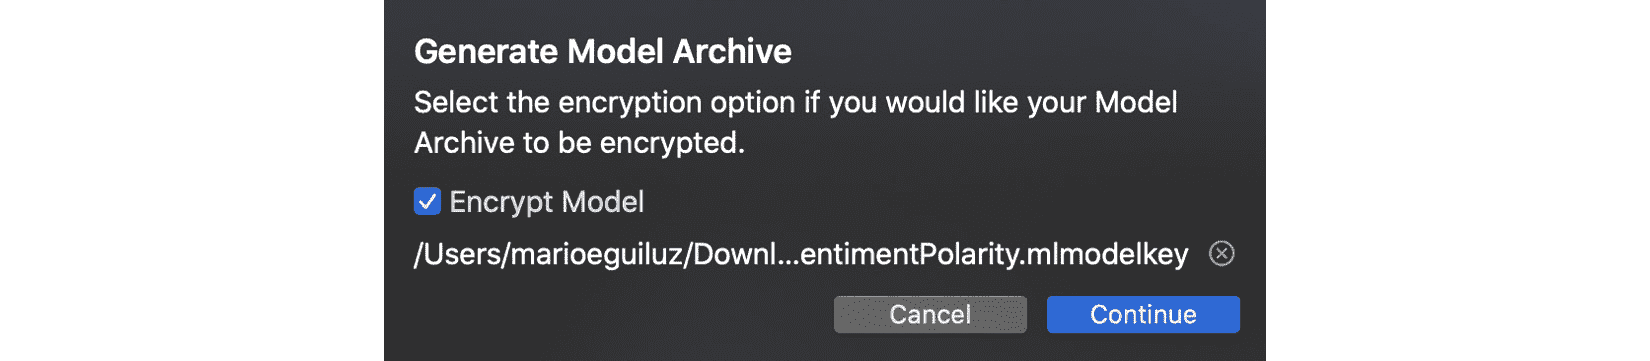 Generate Model Archive
Select the encryption option if you would like your Model
Archive to be encrypted.
Encrypt Model
/Users/marioeguiluz/Downl...entimentPolarity.mlmodelkey
Cancel Continue